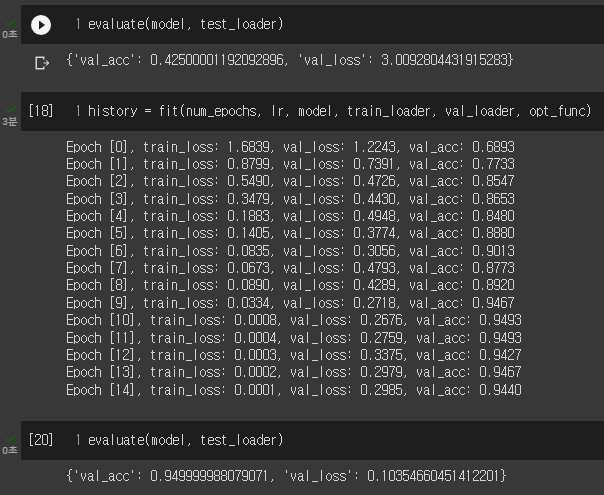 1 evaluate(model, test_loader)
0초
{'val_acc': 0.42500001192092896, 'val_loss': 3.0092804431915283}
[18] 1 history = fit(num_epochs, lr, model, train_loader, val_loader, opt_func)
3분
Epoch [0], train_loss: 1.6839, val_loss: 1.2243, val_acc: 0.6893
Epoch [1], train_loss: 0.8799, val_loss: 0.7391, val_acc: 0.7733
Epoch [2], train_loss: 0.5490, val_loss: 0.4726, val_acc: 0.8547
Epoch [3], train_loss: 0.3479, val_loss: 0.4430, val_acc: 0.8653
Epoch [4], train_loss: 0.1883, val_loss: 0.4948, val_acc: 0.8480
Epoch [5], train_loss: 0.1405, val_loss: 0.3774, val_acc: 0.8880
Epoch [6], train_loss: 0.0835, val_loss: 0.3056, val_acc: 0.9013
Epoch [7], train_loss: 0.0673, val_loss: 0.4793, val_acc: 0.8773
Epoch [8], train_loss: 0.0890, val_loss: 0.4289, val_acc: 0.8920
Epoch [9], train_loss: 0.0334, val_loss: 0.2718, val_acc: 0.9467
Epoch [10], train_loss: 0.0008, val_loss: 0.2676, val_acc: 0.9493
Epoch [11], train_loss: 0.0004, val_loss: 0.2759, val_acc: 0.9493
Epoch [12], train_loss: 0.0003, val_loss: 0.3375, val_acc: 0.9427
Epoch [13], train_loss: 0.0002, val_loss: 0.2979, val_acc: 0.9467
Epoch [14], train_loss: 0.0001, val_loss: 0.2985, val_acc: 0.9440
[20] 1 evaluate(model, test_loader)
0초
{'val_acc': 0.949999988079071, 'val_loss': 0.10354660451412201}